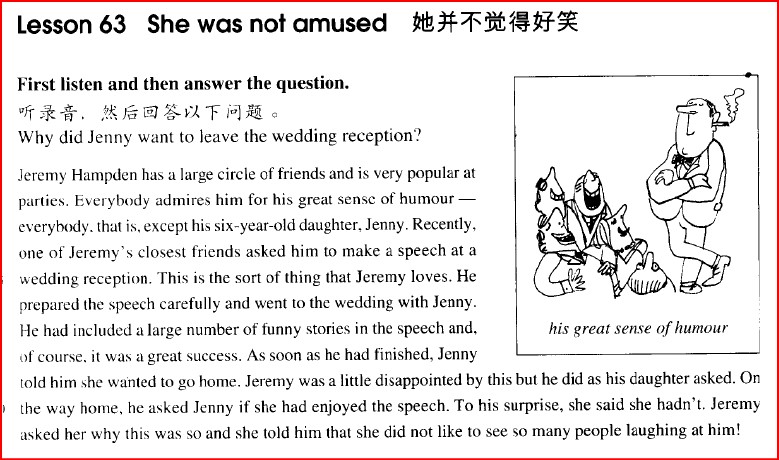 Lesson 63 She was not amused 她并不觉得好笑
First listen and then answer the question.
听录音，然后回答以下问题。
Why did Jenny want to leave the wedding reception?
Jeremy Hampden has a large circle of friends and is very popular at
parties. Everybody admires him for his great sense of humour —
everybody, that is, except his six-year-old daughter, Jenny. Recently,
one of Jeremy's closest friends asked him to make a speech at a
wedding reception. This is the sort of thing that Jeremy loves. He
prepared the speech carefully and went to the wedding with Jenny.
He had included a large number of funny stories in the speech and,
of course, it was a great success. As soon as he had finished, Jenny
told him she wanted to go home. Jeremy was a little disappointed by this but he did as his daughter asked. On
the way home, he asked Jenny if she had enjoyed the speech. To his surprise, she said she hadn't. Jeremy
asked her why this was so and she told him that she did not like to see so many people laughing at him!
his great sense of humour